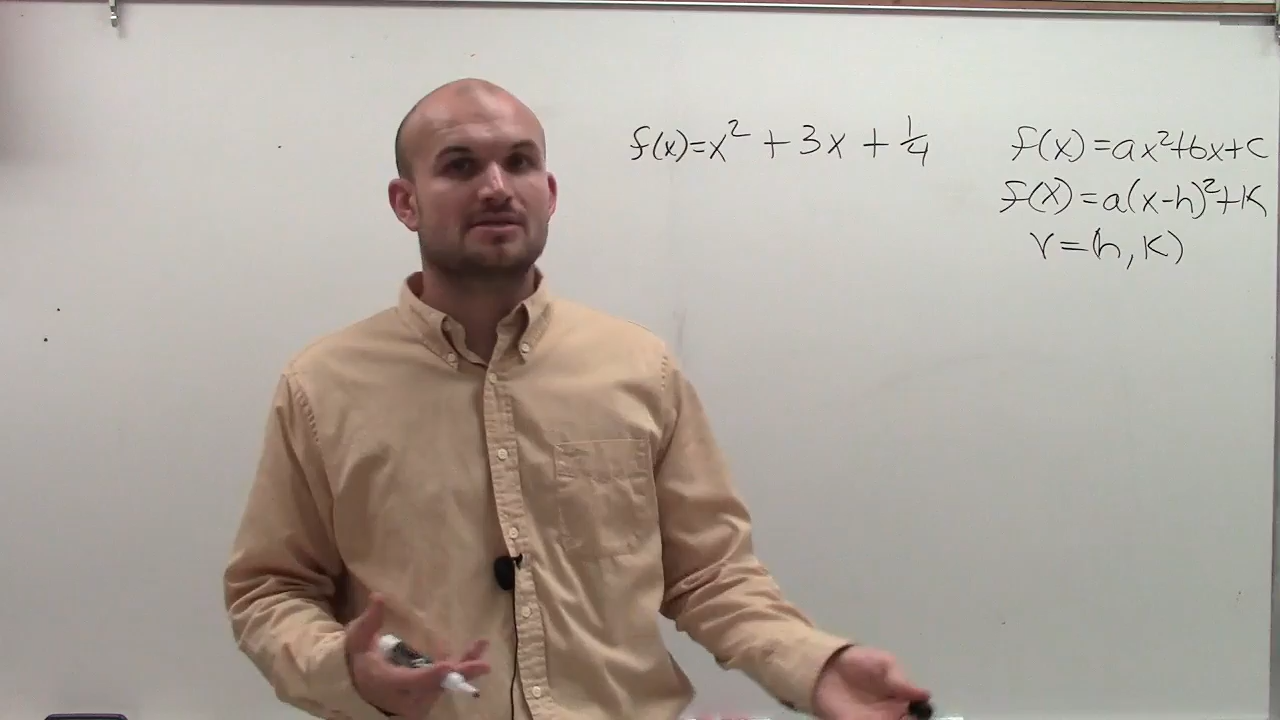 f(x)=x² + 3x + 1/4
f(x)=ax²+bx+c
f(x)=a(x-h)²+k
V=(h,k)